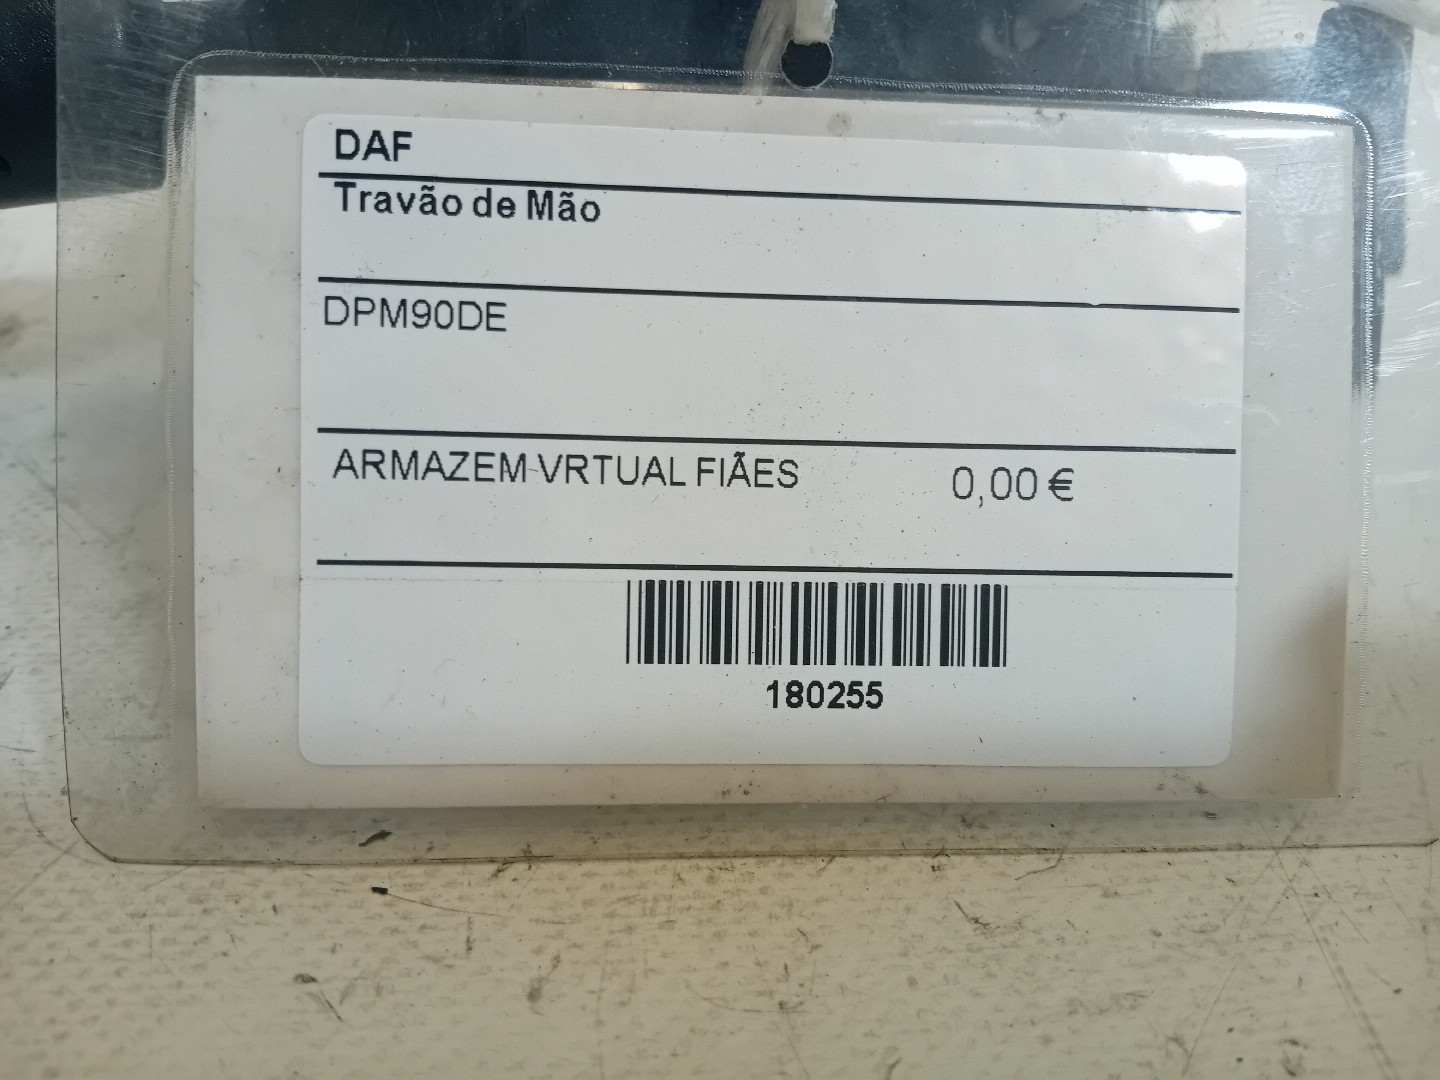 DAF
Travão de Mão
DPM90DE
ARMAZEM VRTUAL FIÃES 0,00 €
180255